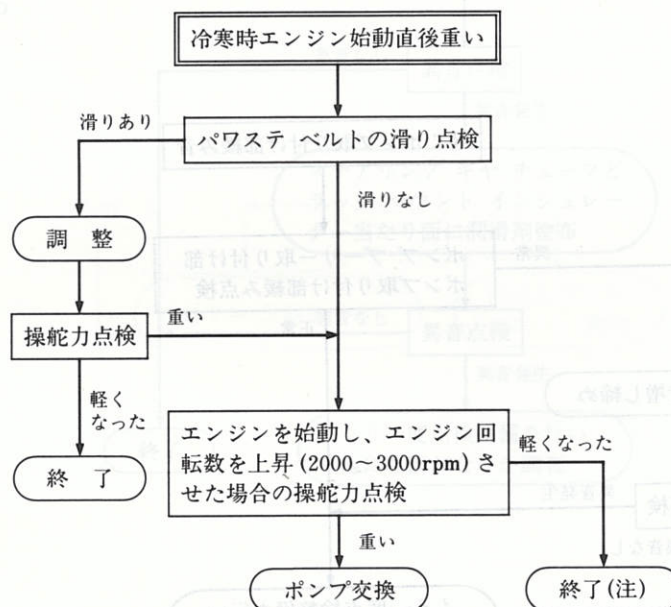 冷寒時エンジン始動直後重い
滑りあり
パワステ ベルトの滑り点検
滑りなし
調 整
操舵力点検
重い
軽く
なった
エンジンを始動し、エンジン回
転数を上昇(2000〜3000rpm)さ
せた場合の操舵力点検
軽くなった
終 了
重い
ポンプ交換
終了(注)